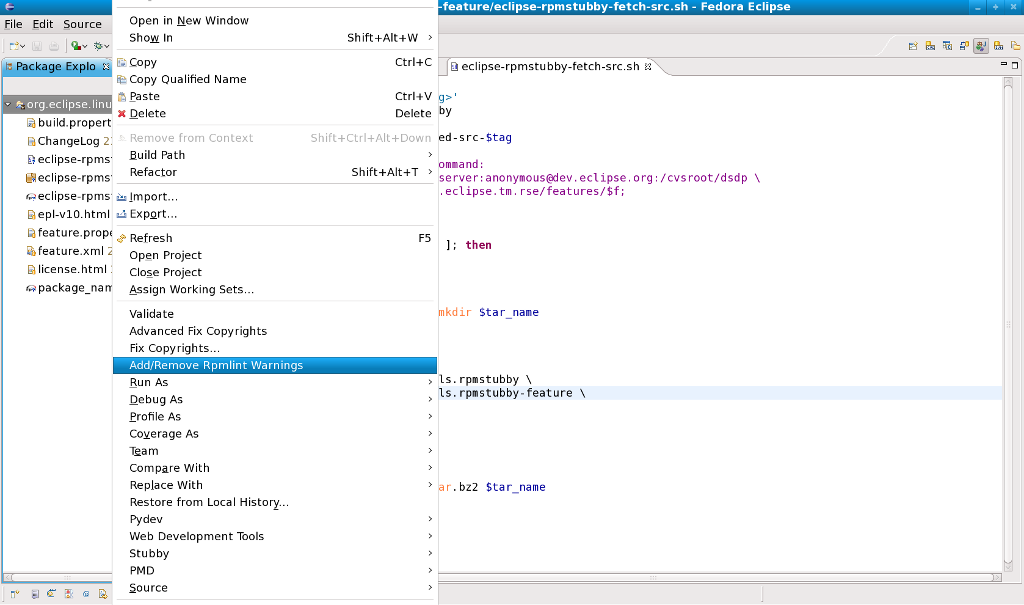 -feature/eclipse-rpmstubby-fetch-src.sh - Fedora Eclipse
File Edit Source
Package Explo
org.eclipse.linu
build.propert
ChangeLog
eclipse-rpms
eclipse-rpms
eclipse-rpms
epl-v10.html
feature.prope
feature.xml
license.html
package_nam
Open in New Window
Show In Shift+Alt+W
Copy Ctrl+C
Copy Qualified Name
Paste Ctrl+V
Delete Delete
Remove from Context Shift+Ctrl+Alt+Down
Build Path
Refactor Shift+Alt+T
Import...
Export...
Refresh F5
Open Project
Close Project
Assign Working Sets...
Validate
Advanced Fix Copyrights
Fix Copyrights...
Add/Remove Rpmlint Warnings
Run As
Debug As
Profile As
Coverage As
Team
Compare With
Replace With
Restore from Local History...
Pydev
Web Development Tools
Stubby
PMD
Source
eclipse-rpmstubby-fetch-src.sh
g>'
by
ed-src-$tag
ommand:
server:anonymous@dev.eclipse.org:/cvsroot/dsdp \
.eclipse.tm.rse/features/$f;
]; then
mkdir $tar_name
ls.rpmstubby \
ls.rpmstubby-feature \
ar.bz2 $tar_name